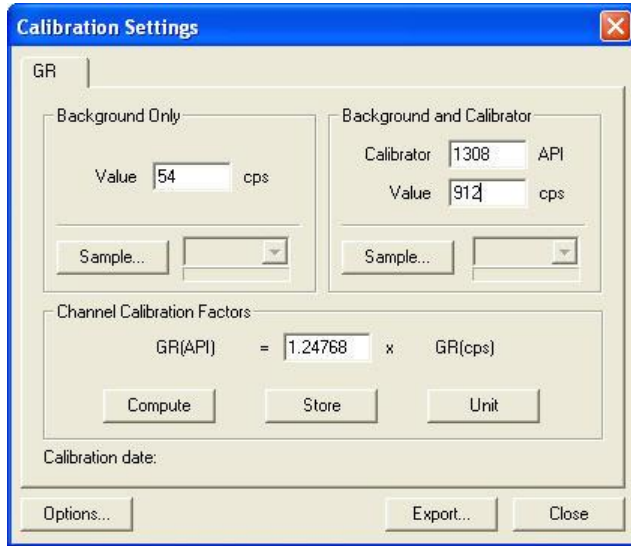 Calibration Settings
GR
Background Only
Value 54 cps
Sample...
Background and Calibrator
Calibrator 1308 API
Value 912 cps
Sample...
Channel Calibration Factors
GR(API) = 1.24768 x GR(cps)
Compute Store Unit
Calibration date:
Options... Export... Close